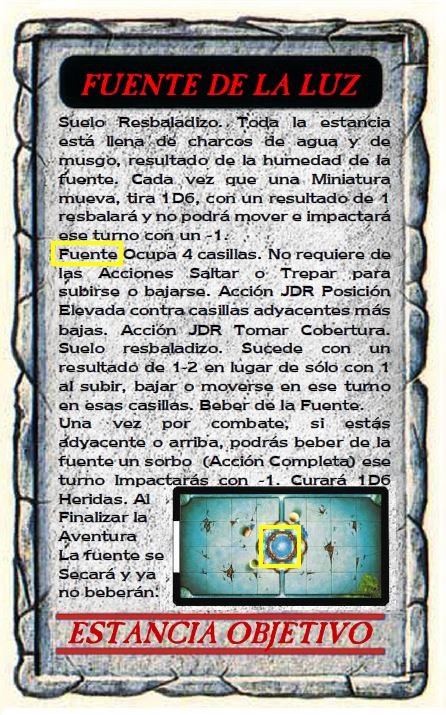 FUENTE DE LA LUZ
Suelo Resbaladizo. Toda la estancia
está llena de charcos de agua y de
musgo, resultado de la humedad de la
fuente. Cada vez que una Miniatura
mueva, tira 1D6, con un resultado de 1
resbalará y no podrá mover e impactará
ese turno con un -1.
Fuente Ocupa 4 casillas. No requiere de
las Acciones Saltar o Trepar para
subirse o bajarse. Acción JDR Posición
Elevada contra casillas adyacentes más
bajas. Acción JDR Tomar Cobertura.
Suelo resbaladizo. Sucede con un
resultado de 1-2 en lugar de sólo con 1
al subir, bajar o moverse en ese turno
en esas casillas. Beber de la Fuente.
Una vez por combate, si estás
adyacente o arriba, podrás beber de la
fuente un sorbo (Acción Completa) ese
turno Impactarás con -1. Curará 1D6
Heridas. Al
Finalizar la
Aventura
La fuente se
Secará y ya
no beberán.
ESTANCIA OBJETIVO